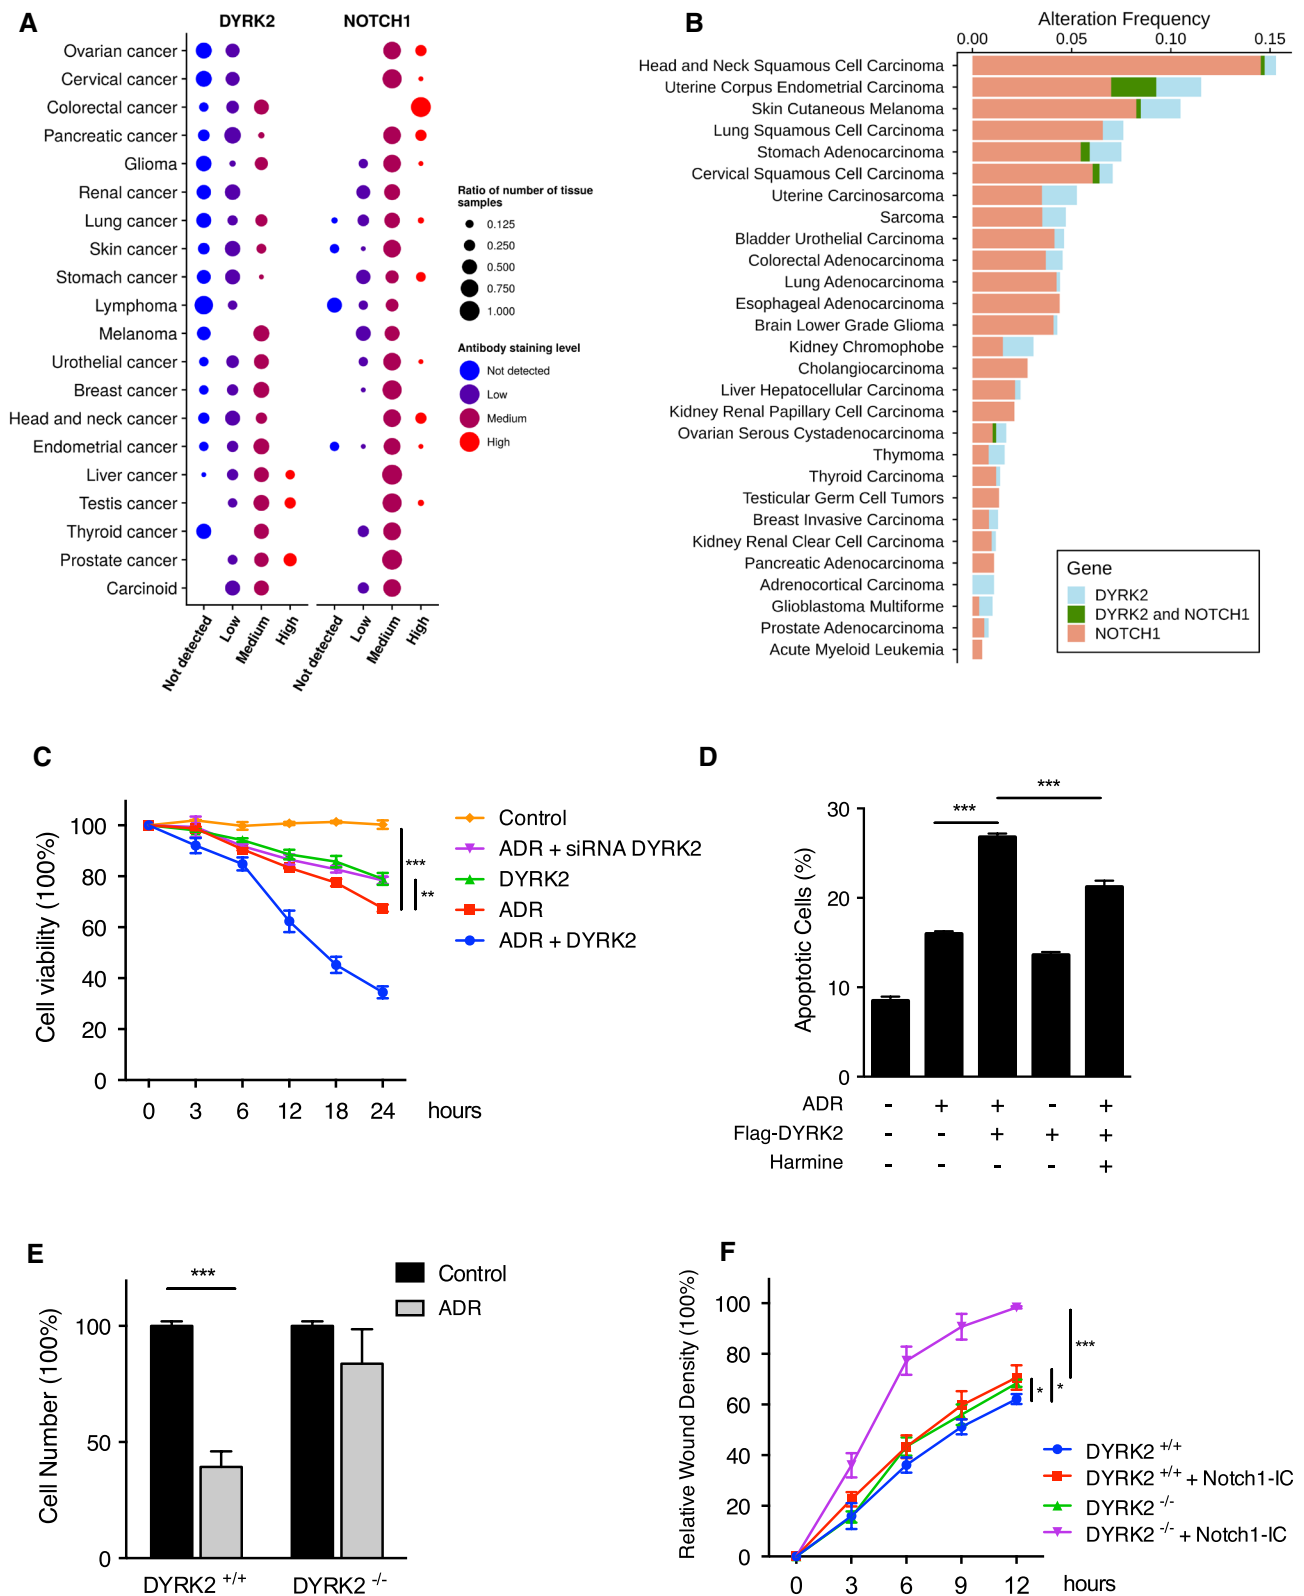 A
DYRK2
NOTCH1
Ovarian cancer
Cervical cancer
Colorectal cancer
Pancreatic cancer
Glioma
Renal cancer
Lung cancer
Skin cancer
Stomach cancer
Lymphoma
Melanoma
Urothelial cancer
Breast cancer
Head and neck cancer
Endometrial cancer
Liver cancer
Testis cancer
Thyroid cancer
Prostate cancer
Carcinoid
Not detected
Low
Medium
High
Not detected
Low
Medium
High
Ratio of number of tissue
samples
0.125
0.250
0.500
0.750
1.000
Antibody staining level
Not detected
Low
Medium
High
B
Alteration Frequency
0.00 0.05 0.10 0.15
Head and Neck Squamous Cell Carcinoma
Uterine Corpus Endometrial Carcinoma
Skin Cutaneous Melanoma
Lung Squamous Cell Carcinoma
Stomach Adenocarcinoma
Cervical Squamous Cell Carcinoma
Uterine Carcinosarcoma
Sarcoma
Bladder Urothelial Carcinoma
Colorectal Adenocarcinoma
Lung Adenocarcinoma
Esophageal Adenocarcinoma
Brain Lower Grade Glioma
Kidney Chromophobe
Cholangiocarcinoma
Liver Hepatocellular Carcinoma
Kidney Renal Papillary Cell Carcinoma
Ovarian Serous Cystadenocarcinoma
Thymoma
Thyroid Carcinoma
Testicular Germ Cell Tumors
Breast Invasive Carcinoma
Kidney Renal Clear Cell Carcinoma
Pancreatic Adenocarcinoma
Adrenocortical Carcinoma
Glioblastoma Multiforme
Prostate Adenocarcinoma
Acute Myeloid Leukemia
Gene
DYRK2
DYRK2 and NOTCH1
NOTCH1
C
Cell viability (100%)
100
80
60
40
20
0
0 3 6 12 18 24 hours
***
**
Control
ADR + siRNA DYRK2
DYRK2
ADR
ADR + DYRK2
D
Apoptotic Cells (%)
30
20
10
0
***
***
ADR - + + - +
Flag-DYRK2 - - + + +
Harmine - - - - +
E
Cell Number (100%)
100
50
0
***
Control
ADR
DYRK2 +/+
DYRK2 -/-
F
Relative Wound Density (100%)
100
80
60
40
20
0
0 3 6 9 12 hours
***
*
*
DYRK2 +/+
DYRK2 +/+ + Notch1-IC
DYRK2 -/-
DYRK2 -/- + Notch1-IC